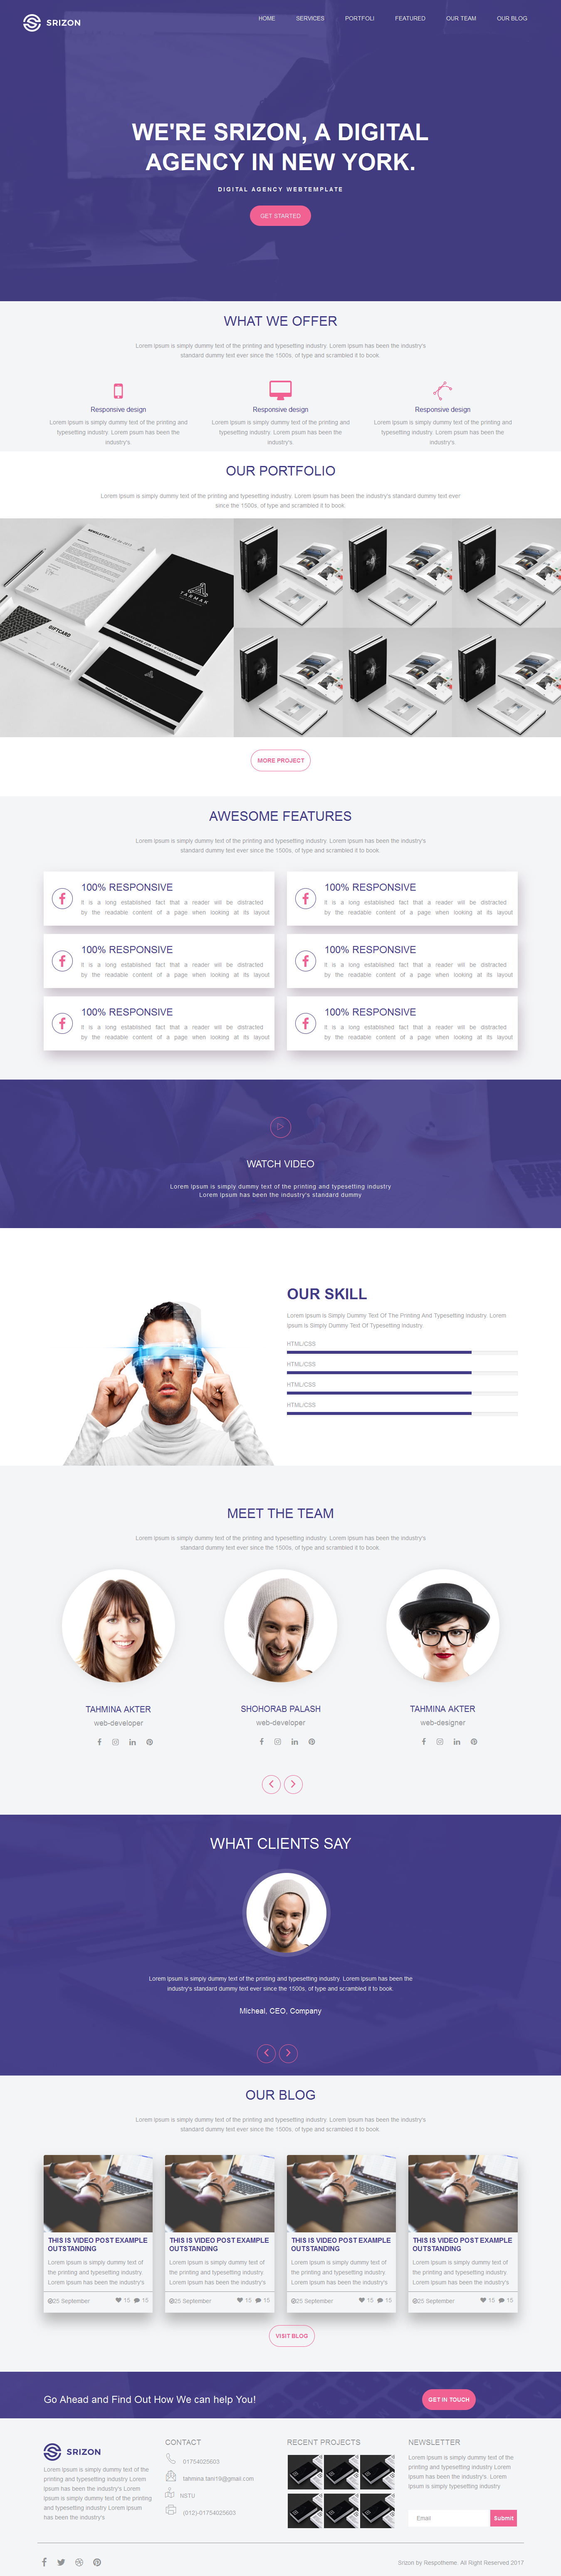 SRIZON
HOME SERVICES PORTFOLI FEATURED OUR TEAM OUR BLOG
WE'RE SRIZON, A DIGITAL
AGENCY IN NEW YORK.
DIGITAL AGENCY WEBTEMPLATE
GET STARTED
WHAT WE OFFER
Lorem Ipsum is simply dummy text of the printing and typesetting industry. Lorem Ipsum has been the industry's
standard dummy text ever since the 1500s, of type and scrambled it to book.
Responsive design
Lorem Ipsum is simply dummy text of the printing and
typesetting industry. Lorem psum has been the
industry's.
Responsive design
Lorem Ipsum is simply dummy text of the printing and
typesetting industry. Lorem psum has been the
industry's.
Responsive design
Lorem Ipsum is simply dummy text of the printing and
typesetting industry. Lorem psum has been the
industry's.
OUR PORTFOLIO
Lorem Ipsum is simply dummy text of the printing and typesetting industry. Lorem Ipsum has been the industry's standard dummy text ever
since the 1500s, of type and scrambled it to book.
NEWSLETTER
GIFTCARD
TARMAK
MORE PROJECT
AWESOME FEATURES
Lorem Ipsum is simply dummy text of the printing and typesetting industry. Lorem Ipsum has been the industry's
standard dummy text ever since the 1500s, of type and scrambled it to book.
100% RESPONSIVE
It is a long established fact that a reader will be distracted
by the readable content of a page when looking at its layout
100% RESPONSIVE
It is a long established fact that a reader will be distracted
by the readable content of a page when looking at its layout
100% RESPONSIVE
It is a long established fact that a reader will be distracted
by the readable content of a page when looking at its layout
100% RESPONSIVE
It is a long established fact that a reader will be distracted
by the readable content of a page when looking at its layout
100% RESPONSIVE
It is a long established fact that a reader will be distracted
by the readable content of a page when looking at its layout
100% RESPONSIVE
It is a long established fact that a reader will be distracted
by the readable content of a page when looking at its layout
WATCH VIDEO
Lorem Ipsum is simply dummy text of the printing and typesetting industry
Lorem Ipsum has been the industry's standard dummy
OUR SKILL
Lorem Ipsum is Simply Dummy Text Of The Printing And Typesetting Industry. Lorem
Ipsum Is Simply Dummy Text Of Typesetting Industry
HTML/CSS
HTML/CSS
HTML/CSS
HTML/CSS
MEET THE TEAM
Lorem Ipsum is simply dummy text of the printing and typesetting industry. Lorem Ipsum has been the industry's
standard dummy text ever since the 1500s, of type and scrambled it to book.
TAHMINA AKTER
web-developer
SHOHORAB PALASH
web-developer
TAHMINA AKTER
web-designer
WHAT CLIENTS SAY
Lorem Ipsum is simply dummy text of the printing and typesetting industry. Lorem Ipsum has been the
industry's standard dummy text ever since the 1500s, of type and scrambled it to book.
Micheal, CEO, Company
OUR BLOG
Lorem Ipsum is simply dummy text of the printing and typesetting industry. Lorem Ipsum has been the industry's
standard dummy text ever since the 1500s, of type and scrambled it to book.
THIS IS VIDEO POST EXAMPLE
OUTSTANDING
Lorem Ipsum is simply dummy text of
the printing and typesetting industry.
Lorem Ipsum has been the industry's
25 September 15 15
THIS IS VIDEO POST EXAMPLE
OUTSTANDING
Lorem Ipsum is simply dummy text of
the printing and typesetting industry.
Lorem Ipsum has been the industry's
25 September 15 15
THIS IS VIDEO POST EXAMPLE
OUTSTANDING
Lorem Ipsum is simply dummy text of
the printing and typesetting industry.
Lorem Ipsum has been the industry's
25 September 15 15
THIS IS VIDEO POST EXAMPLE
OUTSTANDING
Lorem Ipsum is simply dummy text of
the printing and typesetting industry.
Lorem Ipsum has been the industry's
25 September 15 15
VISIT BLOG
Go Ahead and Find Out How We can help You!
GET IN TOUCH
SRIZON
Lorem Ipsum is simply dummy text of the
printing and typesetting industry Lorem
Ipsum has been the industry's. Lorem
Ipsum is simply dummy text of the printing
and typesetting industry Lorem Ipsum
has been the industry's
CONTACT
01754025603
tahmina.tani19@gmail.com
NSTU
(012)-01754025603
RECENT PROJECTS
NEWSLETTER
Lorem Ipsum is simply dummy text of the
printing and typesetting industry Lorem
Ipsum has been the industry's. Lorem
Ipsum is simply typesetting industry
Email
Submit
Srizon by Respotheme. All Right Reserved 2017